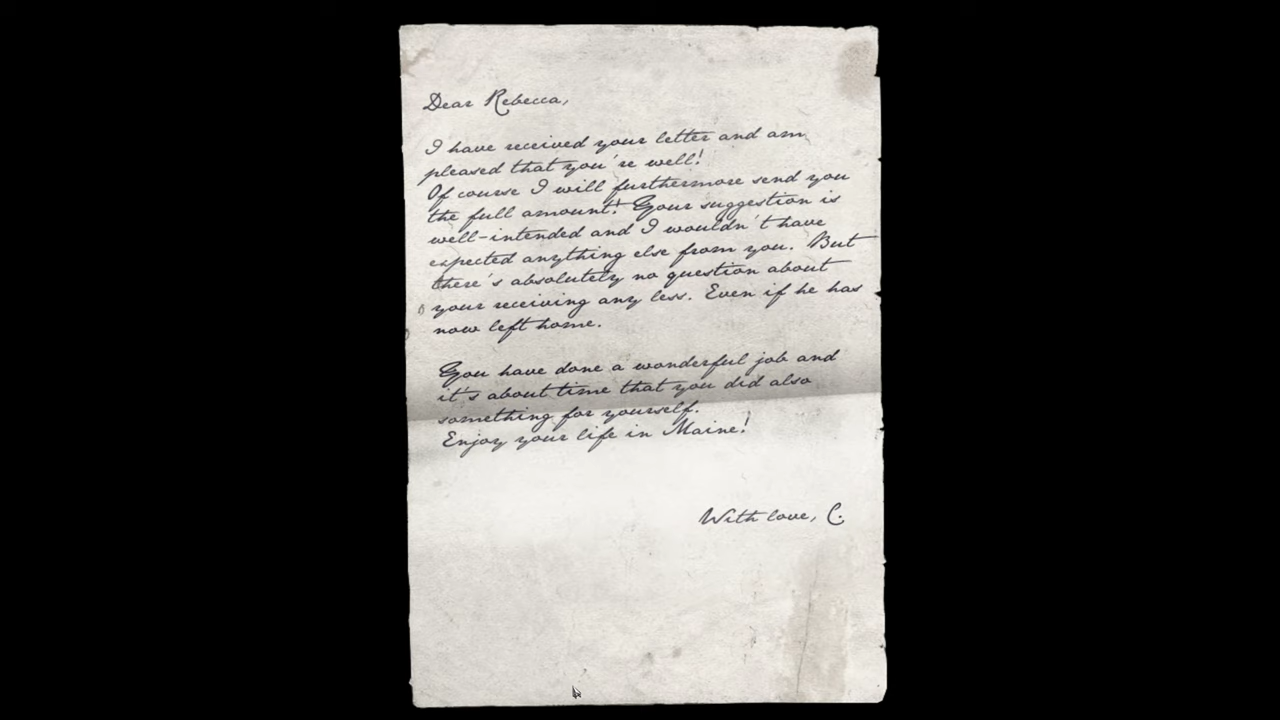 Dear Rebecca,
I have received your letter and am
pleased that you're well!
Of course I will furthermore send you
the full amount! Your suggestion is
well-intended and I wouldn't have
expected anything else from you. But
there's absolutely no question about
your receiving any less. Even if he has
now left home.
You have done a wonderful job and
it's about time that you did also
something for yourself.
Enjoy your life in Maine!
With love, C.